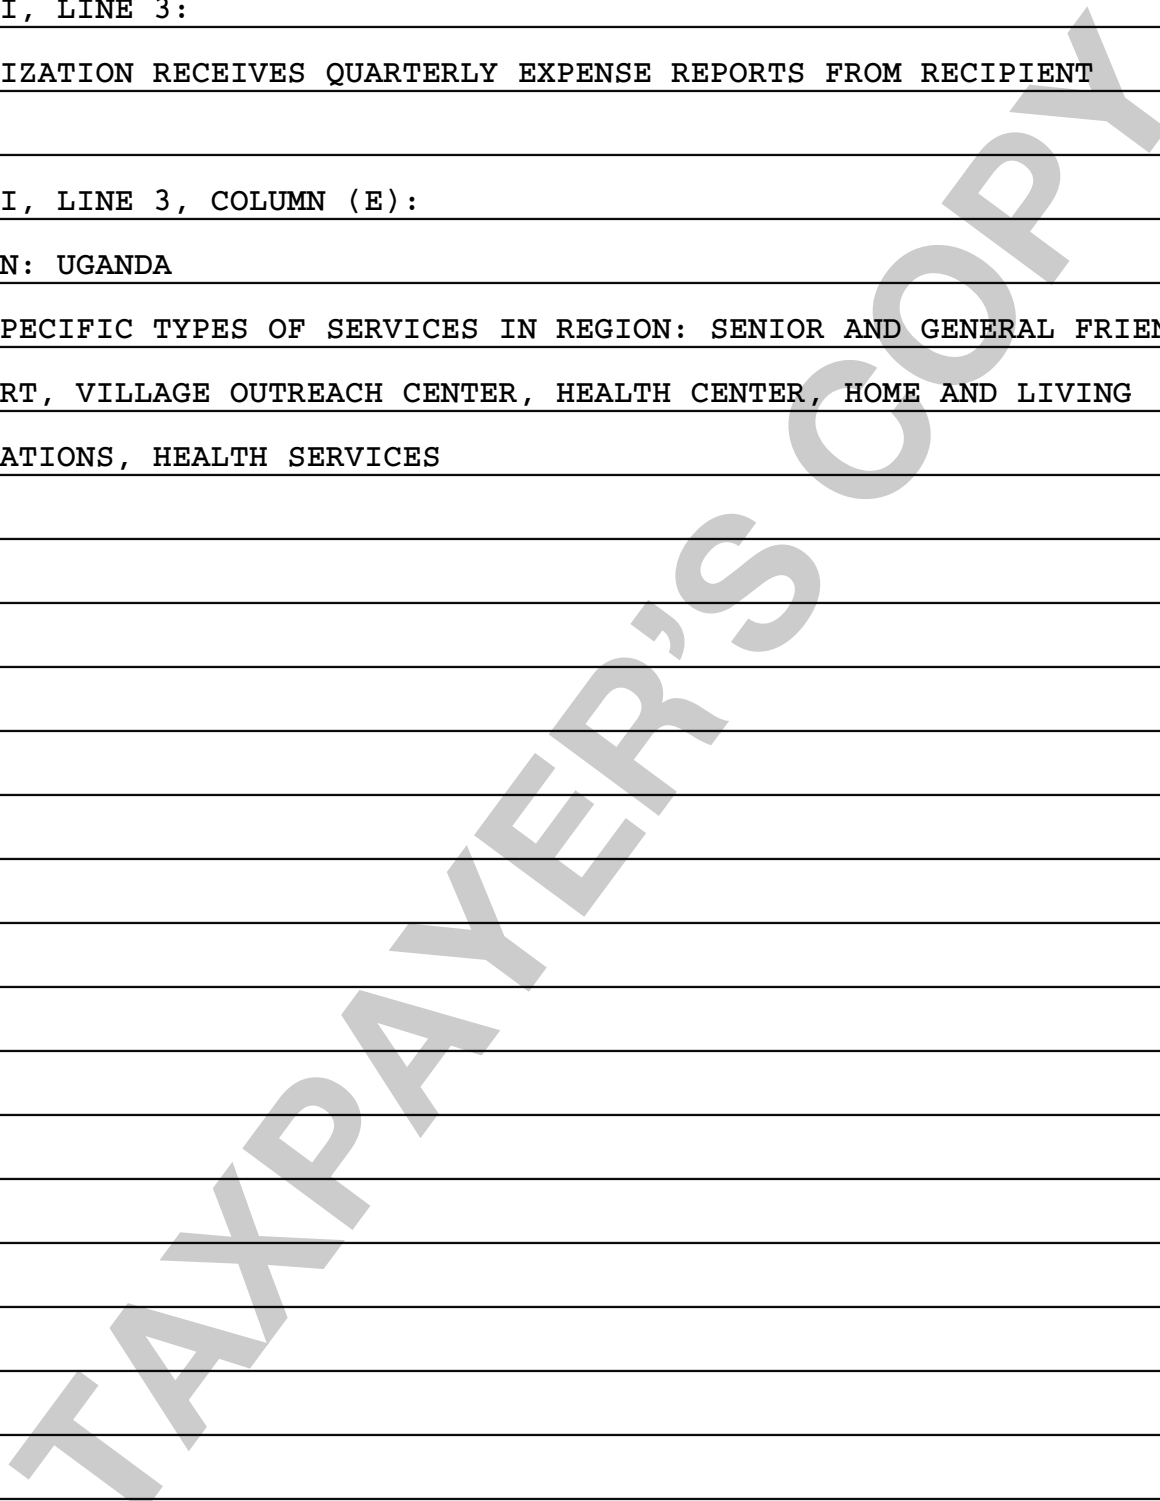 I, LINE 3:
IZATION RECEIVES QUARTERLY EXPENSE REPORTS FROM RECIPIENT
I, LINE 3, COLUMN (E):
N: UGANDA
PECIFIC TYPES OF SERVICES IN REGION: SENIOR AND GENERAL FRIEN
RT, VILLAGE OUTREACH CENTER, HEALTH CENTER, HOME AND LIVING
ATIONS, HEALTH SERVICES
TAXPAYER'S COPY